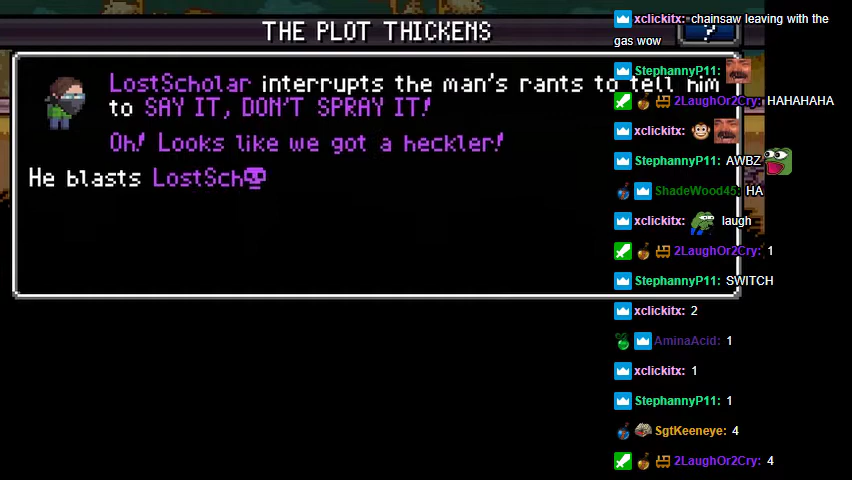 THE PLOT THICKENS
?
LostScholar interrupts the man's rants to tell him
to SAY IT, DON'T SPRAY IT!
Oh! Looks like we got a heckler!
He blasts LostSch
xclickitx: chainsaw leaving with the
gas wow
StephannyP11:
2LaughOr2Cry: HAHAHAHA
xclickitx:
StephannyP11: AWBZ
ShadeWood45: HA
xclickitx: laugh
2LaughOr2Cry: 1
StephannyP11: SWITCH
xclickitx: 2
AminaAcid: 1
xclickitx: 1
StephannyP11: 1
SgtKeeneye: 4
2LaughOr2Cry: 4